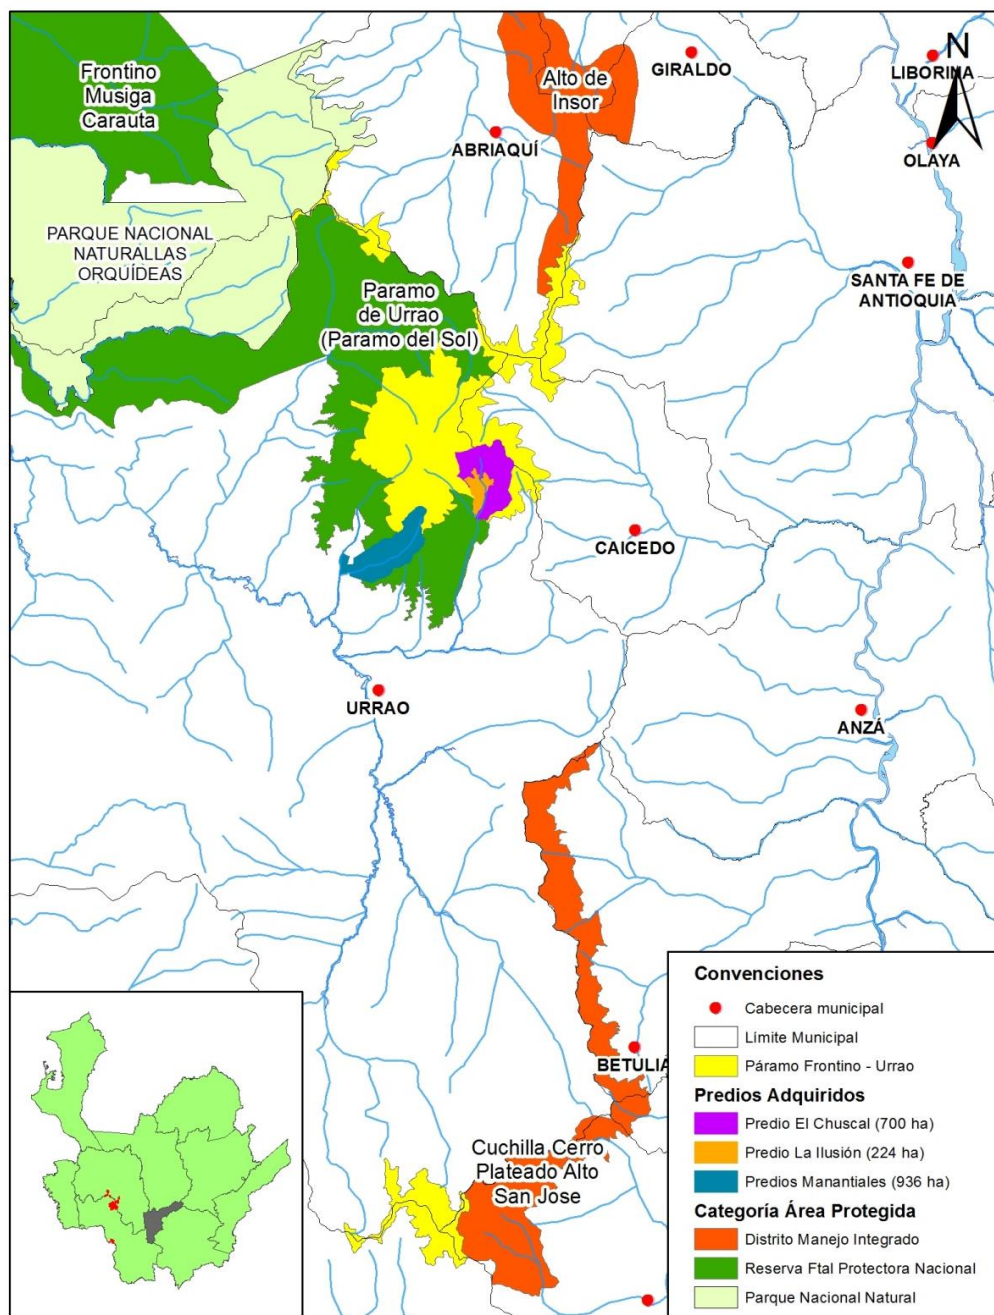 Frontino
Musiga
Carauta
Alto de
Insor
GIRALDO
N
LIBORINA
ABRIAQUÍ
OLAYA
PARQUE NACIONAL
NATURALLAS
ORQUÍDEAS
Paramo
de Urrao
(Paramo del Sol)
SANTA FE DE
ANTIOQUIA
CAICEDO
URRAO
ANZÁ
BETULIA
Cuchilla Cerro
Plateado Alto
San Jose
Convenciones
Cabecera municipal
Límite Municipal
Páramo Frontino - Urrao
Predios Adquiridos
Predio El Chuscal (700 ha)
Predio La Ilusión (224 ha)
Predios Manantiales (936 ha)
Categoría Área Protegida
Distrito Manejo Integrado
Reserva Ftal Protectora Nacional
Parque Nacional Natural